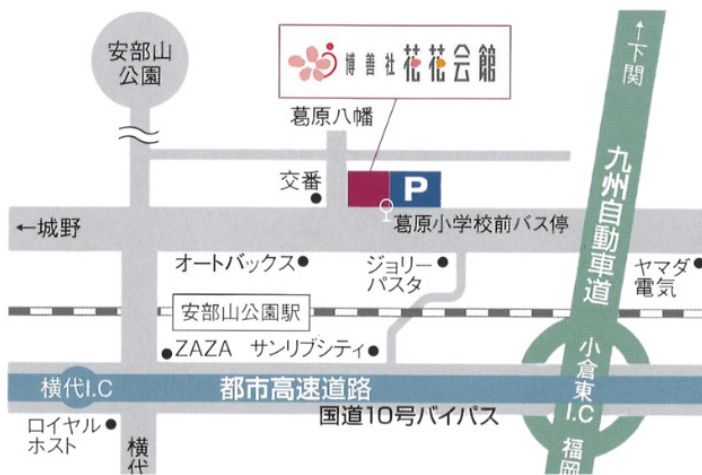 安部山
公園
博善社 花花会館
↑下関
葛原八幡
九州自動車道
交番
P
←城野
葛原小学校前バス停
オートバックス
ジョリー
パスタ
ヤマダ
電気
安部山公園駅
ZAZA サンリブシティ
小倉東
I.C
横代I.C
都市高速道路
国道10号バイパス
ロイヤル
ホスト
横代
福岡